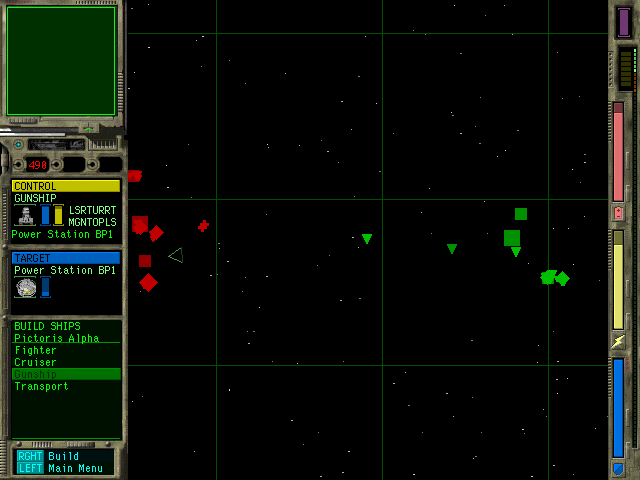 490
CONTROL
GUNSHIP
LSRTURRT
MGNTOPLS
Power Station BP1
TARGET
Power Station BP1
BUILD SHIPS
Pictoris Alpha
Fighter
Cruiser
Gunship
Transport
RGHT Build
LEFT Main Menu